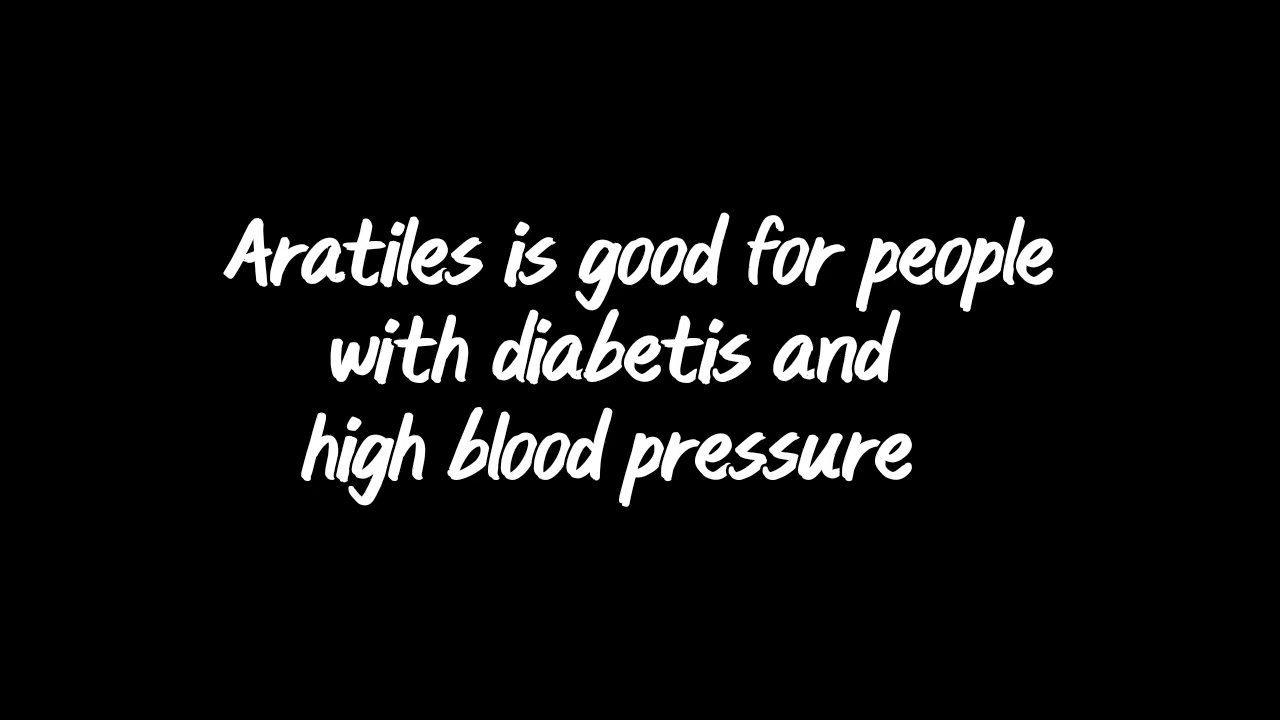 Aratiles is good for people
with diabetis and
high blood pressure